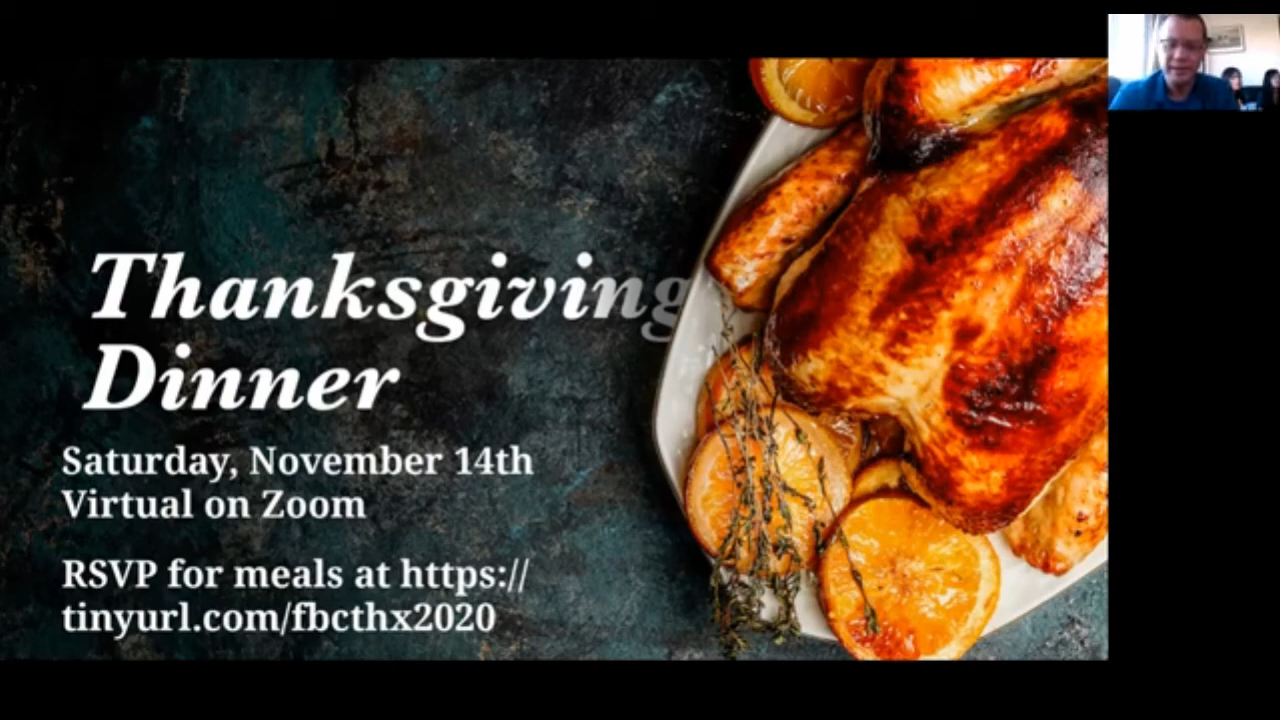 Thanksgiving
Dinner
Saturday, November 14th
Virtual on Zoom
RSVP for meals at https://
tinyurl.com/fbcthx2020